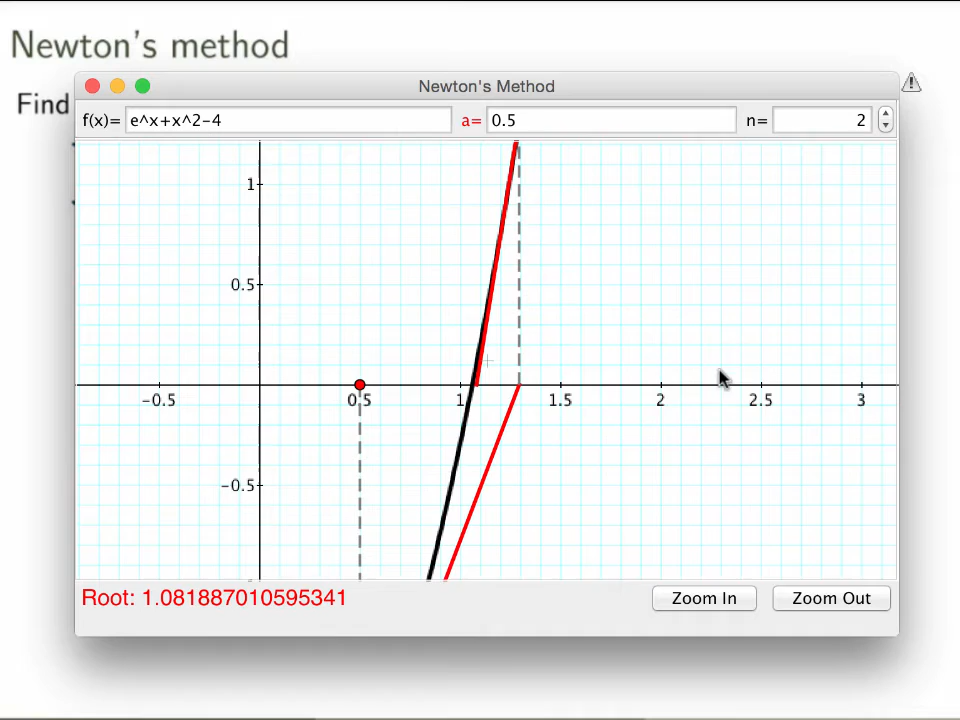 Newton's method
Newton's Method
Find
f(x)= e^x+x^2-4 a= 0.5 n= 2
1
0.5
-0.5 0.5 1 1.5 2 2.5 3
-0.5
Root: 1.081887010595341 Zoom In Zoom Out